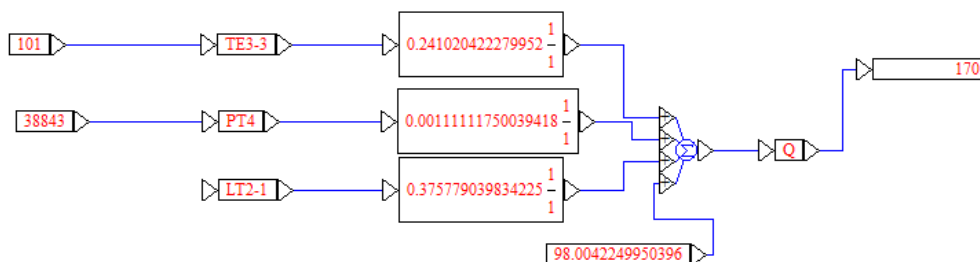 101
TE3-3
0.241020422279952 1/1
170
38843
PT4
0.00111111750039418 1/1
Σ
Q
LT2-1
0.375779039834225 1/1
98.0042249950396